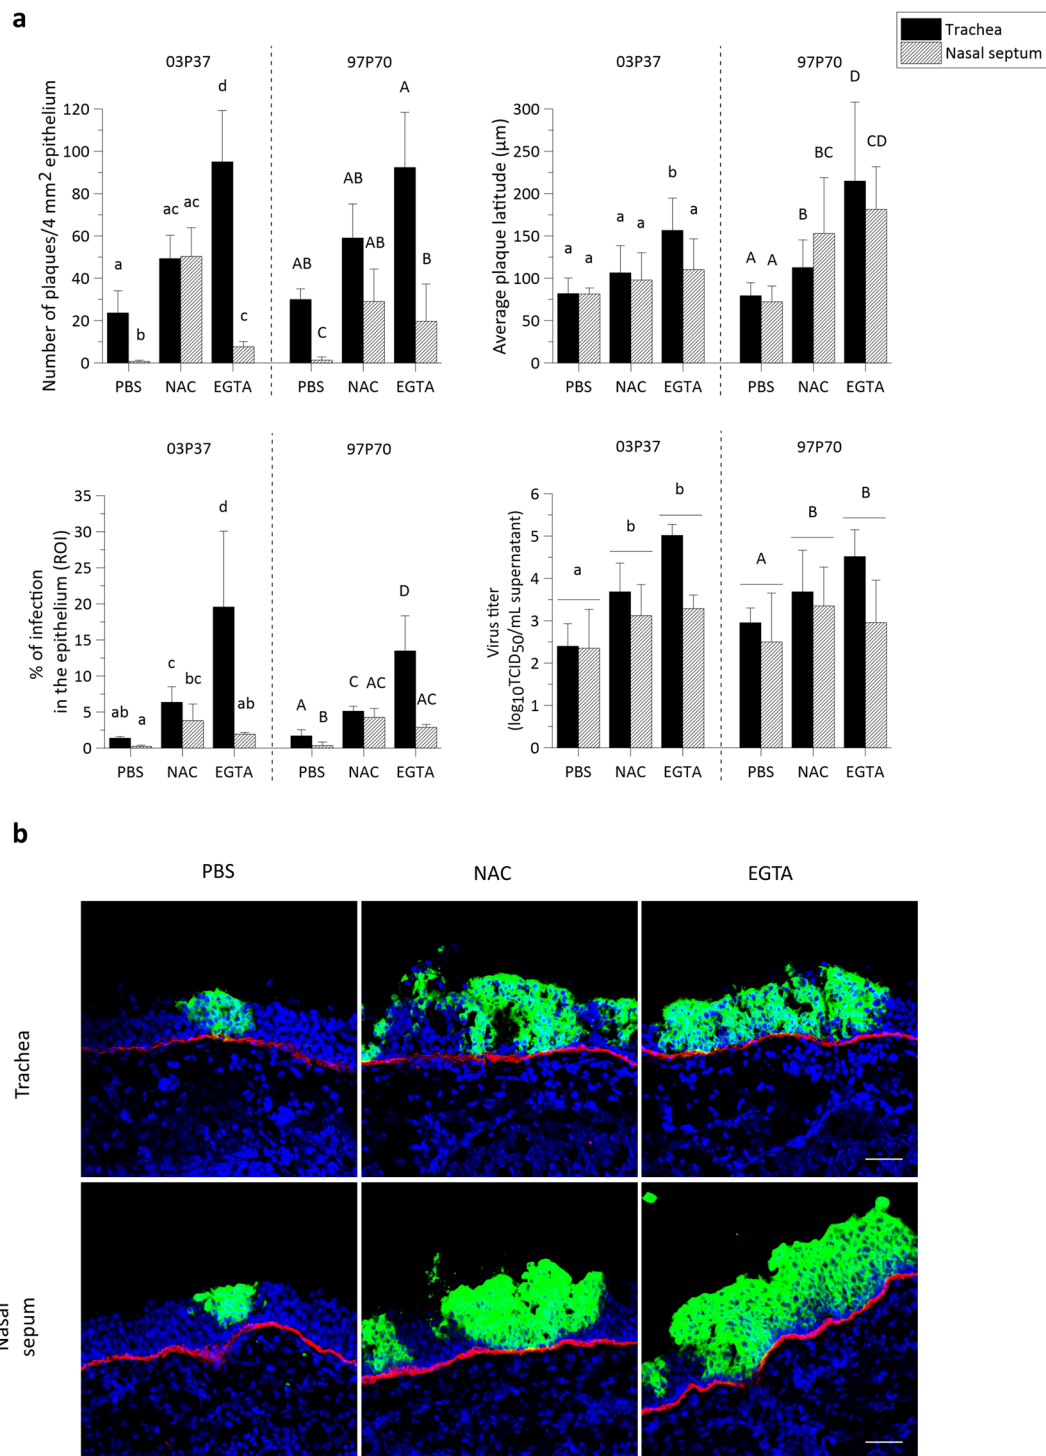 a
Trachea
Nasal septum
03P37
97P70
Number of plaques/4 mm2 epithelium
120
100
80
60
40
20
0
a
b
ac
ac
d
c
AB
C
AB
AB
A
B
PBS
NAC
EGTA
PBS
NAC
EGTA
03P37
97P70
Average plaque latitude (μm)
300
250
200
150
100
50
0
a
a
a
a
b
a
A
A
B
BC
D
CD
PBS
NAC
EGTA
PBS
NAC
EGTA
03P37
97P70
% of infection
in the epithelium (ROI)
35
30
25
20
15
10
5
0
ab
a
c
bc
d
ab
A
B
C
AC
D
AC
PBS
NAC
EGTA
PBS
NAC
EGTA
03P37
97P70
Virus titer
(log10TCID50/mL supernatant)
6
5
4
3
2
1
0
a
b
b
A
B
B
PBS
NAC
EGTA
PBS
NAC
EGTA
b
PBS
NAC
EGTA
Trachea
Nasal
sepum